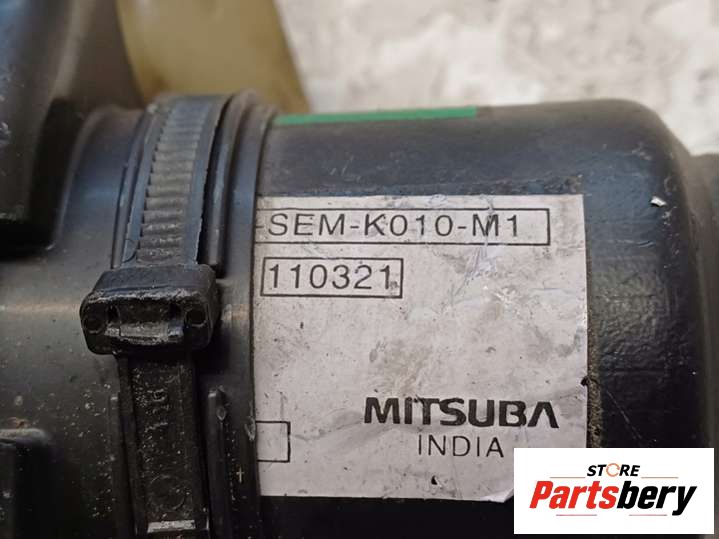 -SEM-K010-M1
110321
MITSUBA
INDIA
STORE
Partsbery